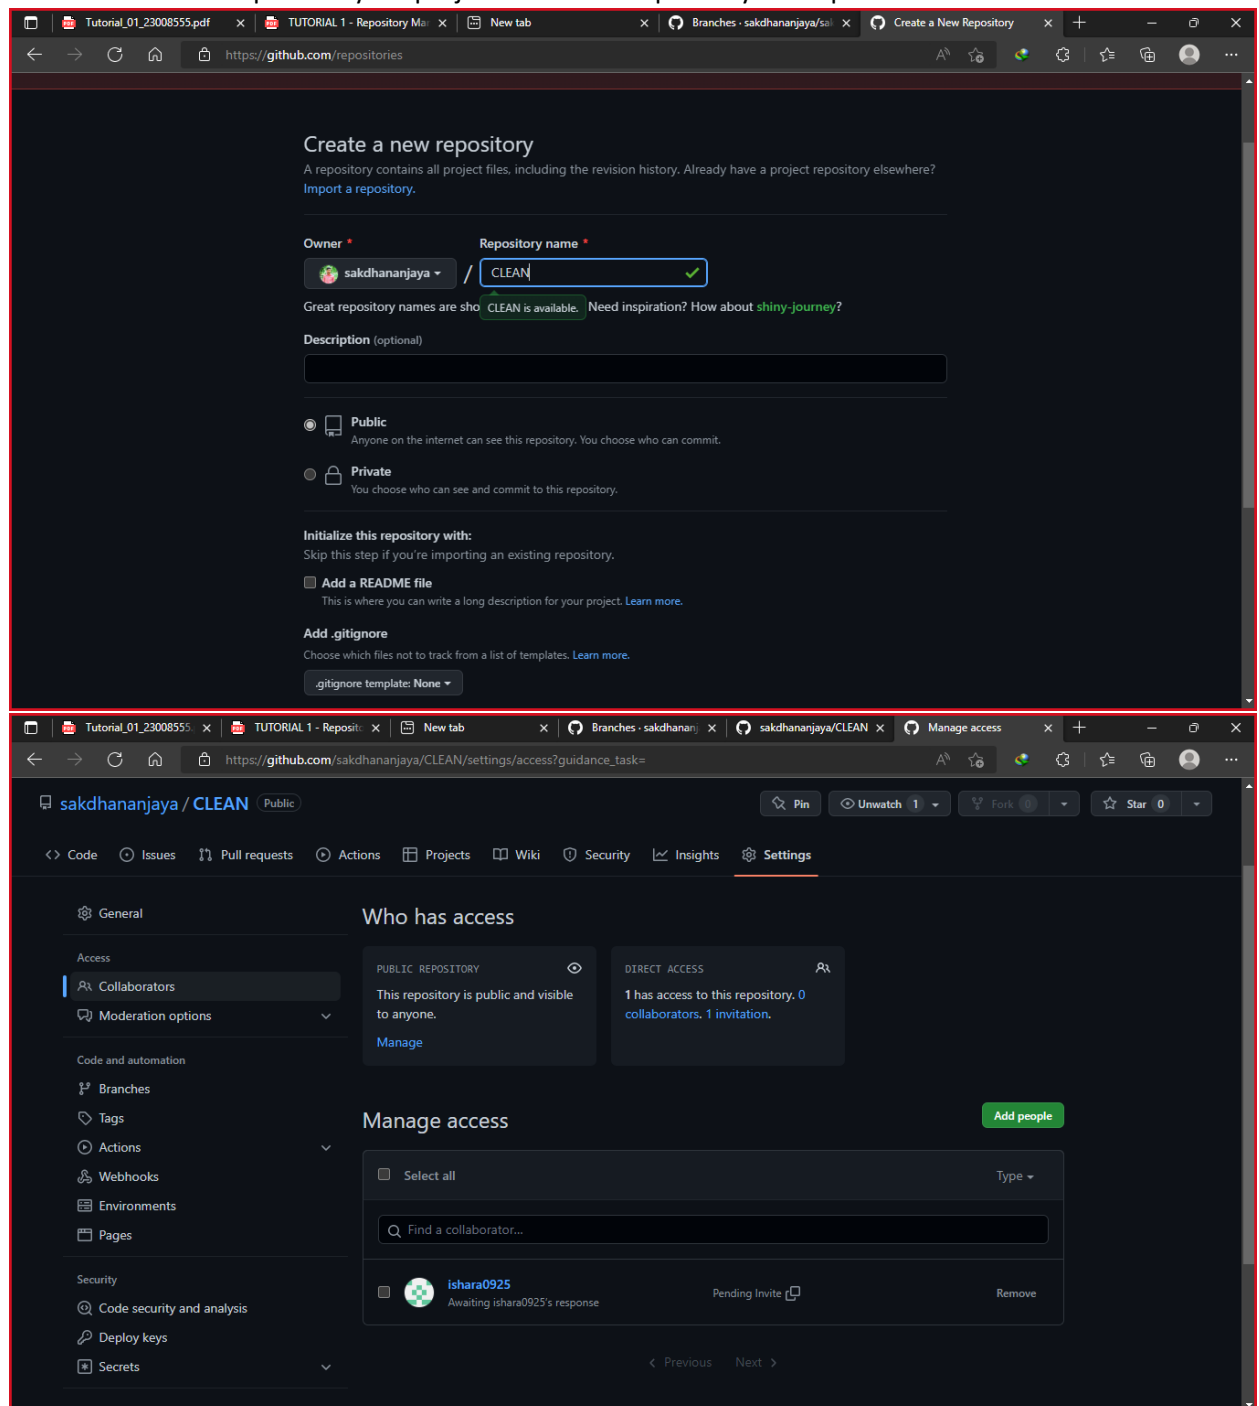 Tutorial_01_23008555.pdf
TUTORIAL 1 - Repository Ma
New tab
Branches · sakdhananjaya/sa
Create a New Repository
https://github.com/repositories
Create a new repository
A repository contains all project files, including the revision history. Already have a project repository elsewhere?
Import a repository.
Owner * Repository name *
sakdhananjaya / CLEAN
Great repository names are sho CLEAN is available. Need inspiration? How about shiny-journey?
Description (optional)
Public
Anyone on the internet can see this repository. You choose who can commit.
Private
You choose who can see and commit to this repository.
Initialize this repository with:
Skip this step if you're importing an existing repository.
Add a README file
This is where you can write a long description for your project. Learn more.
Add .gitignore
Choose which files not to track from a list of templates. Learn more.
.gitignore template: None
Tutorial_01_23008555.
TUTORIAL 1 - Reposito
New tab
Branches · sakdhananj
sakdhananjaya/CLEAN
Manage access
https://github.com/sakdhananjaya/CLEAN/settings/access?guidance_task=
sakdhananjaya / CLEAN Public
Pin Unwatch 1 Fork 0 Star 0
Code Issues Pull requests Actions Projects Wiki Security Insights Settings
General
Access
Collaborators
Moderation options
Code and automation
Branches
Tags
Actions
Webhooks
Environments
Pages
Security
Code security and analysis
Deploy keys
Secrets
Who has access
PUBLIC REPOSITORY
This repository is public and visible
to anyone.
Manage
DIRECT ACCESS
1 has access to this repository. 0
collaborators. 1 invitation.
Manage access
Add people
Select all Type
Find a collaborator...
ishara0925
Awaiting ishara0925's response
Pending Invite
Remove
Previous Next